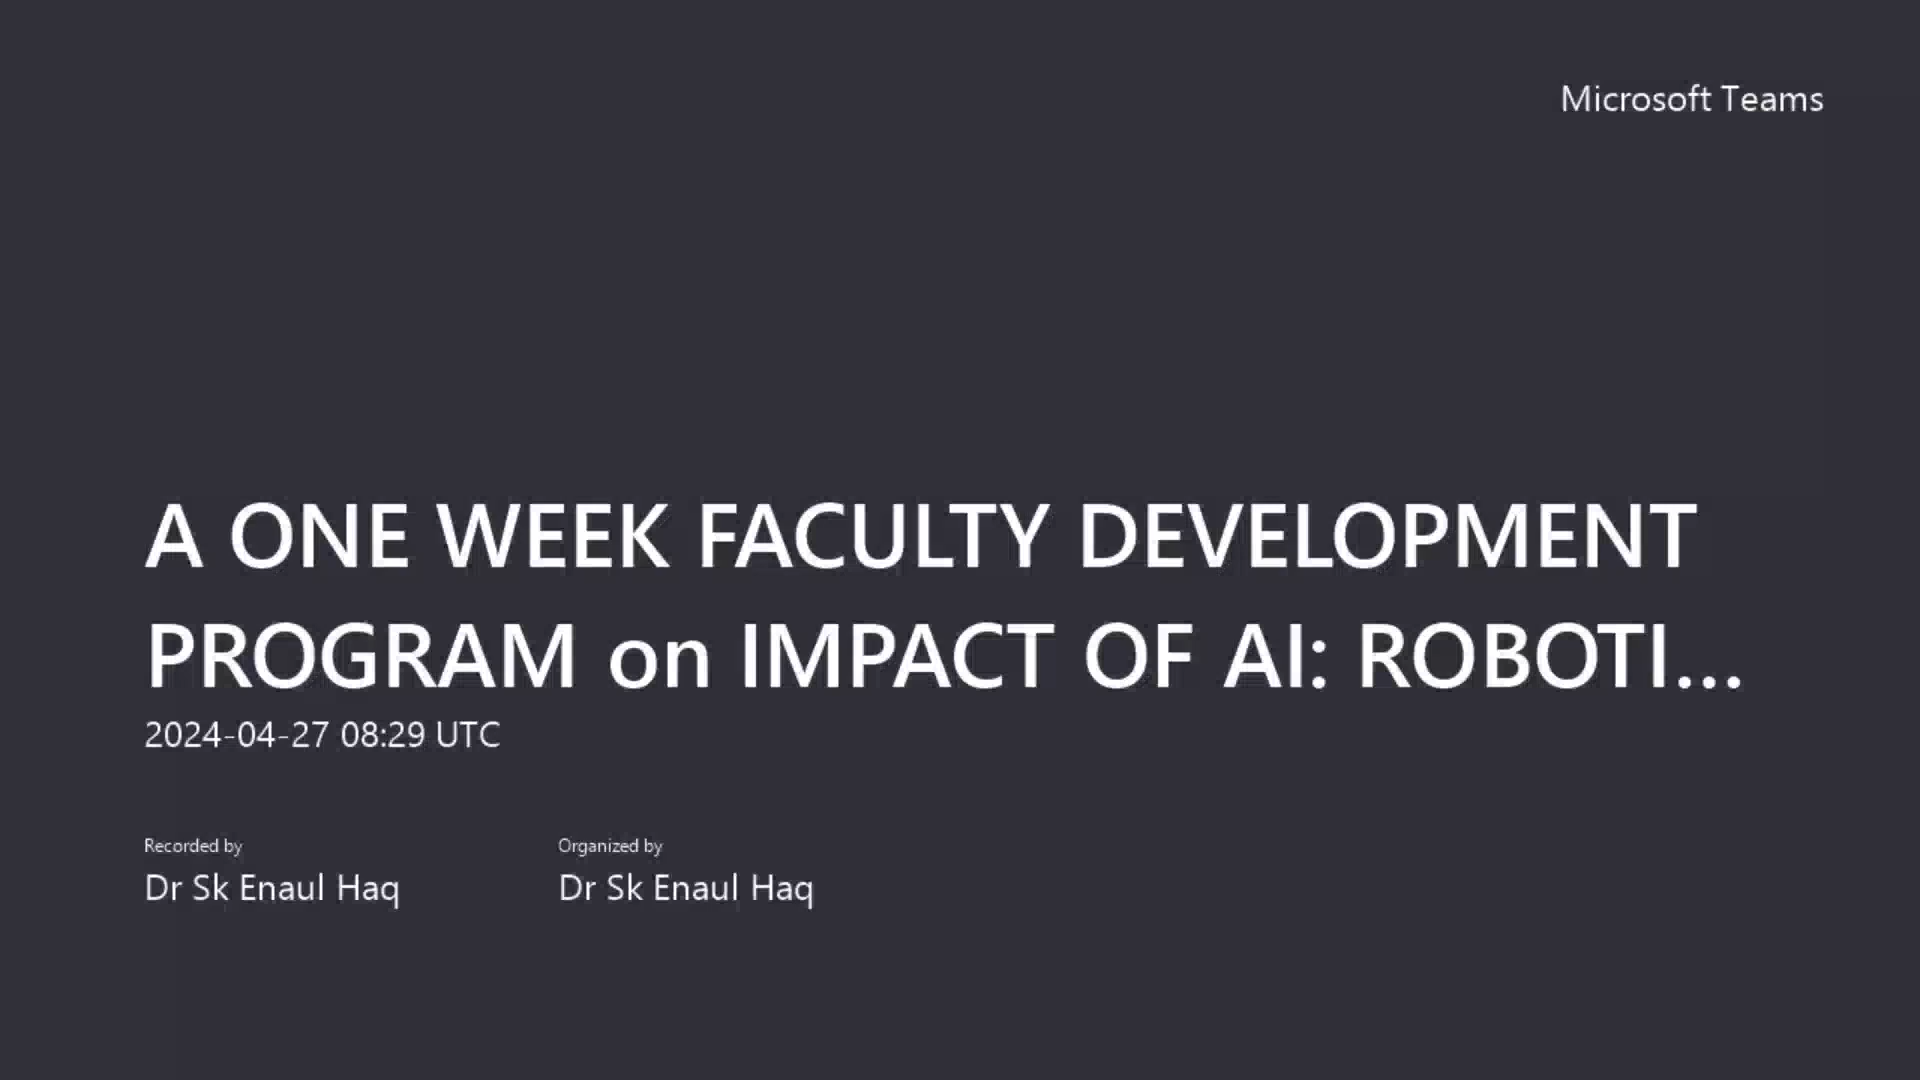 Microsoft Teams
A ONE WEEK FACULTY DEVELOPMENT
PROGRAM on IMPACT OF AI: ROBOTI...
2024-04-27 08:29 UTC
Recorded by
Organized by
Dr Sk Enaul Haq
Dr Sk Enaul Haq